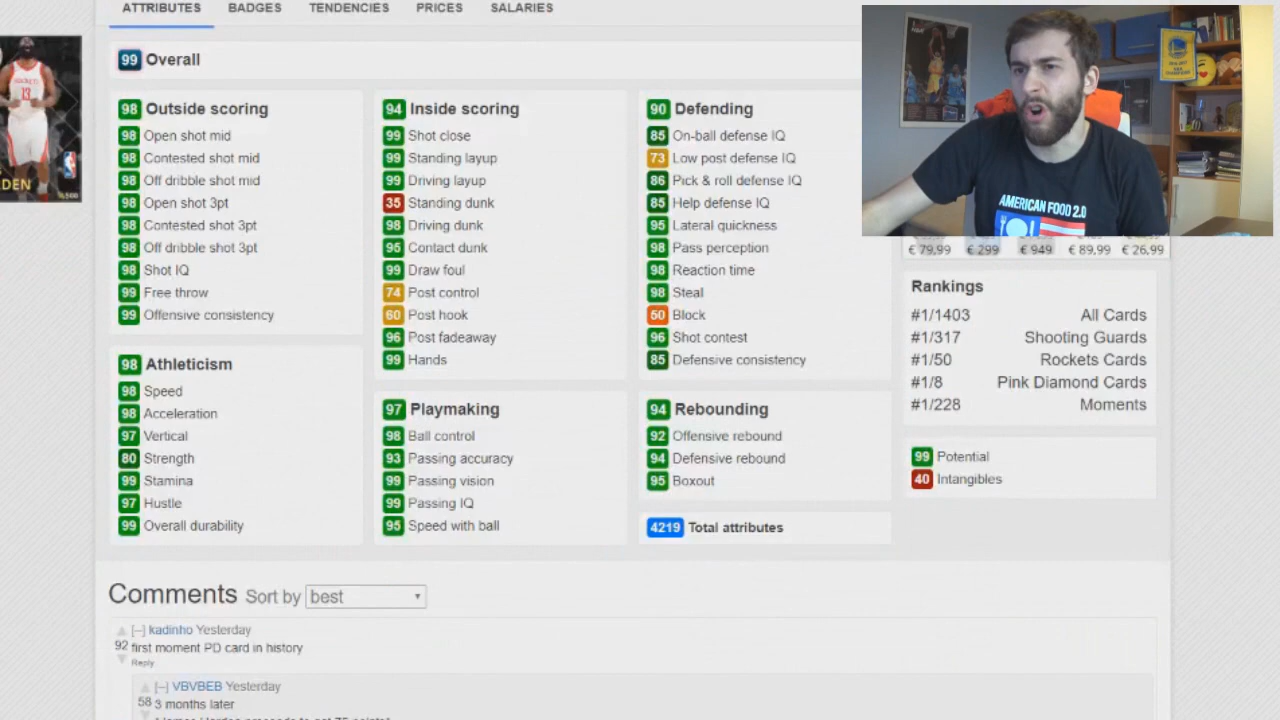 ATTRIBUTES BADGES TENDENCIES PRICES SALARIES
99 Overall
98 Outside scoring
98 Open shot mid
98 Contested shot mid
98 Off dribble shot mid
98 Open shot 3pt
98 Contested shot 3pt
98 Off dribble shot 3pt
98 Shot IQ
99 Free throw
99 Offensive consistency
98 Athleticism
98 Speed
98 Acceleration
97 Vertical
80 Strength
99 Stamina
97 Hustle
99 Overall durability
94 Inside scoring
99 Shot close
99 Standing layup
99 Driving layup
35 Standing dunk
98 Driving dunk
95 Contact dunk
99 Draw foul
74 Post control
60 Post hook
96 Post fadeaway
99 Hands
97 Playmaking
98 Ball control
93 Passing accuracy
99 Passing vision
99 Passing IQ
95 Speed with ball
90 Defending
85 On-ball defense IQ
73 Low post defense IQ
86 Pick & roll defense IQ
85 Help defense IQ
95 Lateral quickness
98 Pass perception
98 Reaction time
98 Steal
50 Block
96 Shot contest
85 Defensive consistency
94 Rebounding
92 Offensive rebound
94 Defensive rebound
95 Boxout
4219 Total attributes
AMERICAN FOOD 2.0
€ 79,99 € 299 € 949 € 89,99 € 26,99
Rankings
#1/1403 All Cards
#1/317 Shooting Guards
#1/50 Rockets Cards
#1/8 Pink Diamond Cards
#1/228 Moments
99 Potential
40 Intangibles
ROCKETS
13
DEN
Comments Sort by best
[–] kadinho Yesterday
92 first moment PD card in history
Reply
[–] VBVBEB Yesterday
58 3 months later